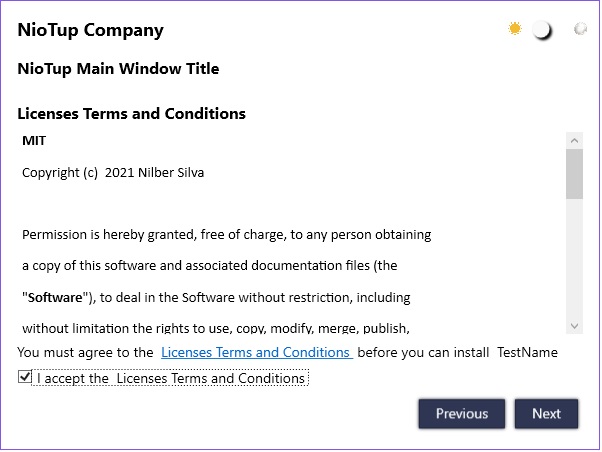 NioTup Company
NioTup Main Window Title
Licenses Terms and Conditions
MIT
Copyright (c)  2021 Nilber Silva
Permission is hereby granted, free of charge, to any person obtaining
a copy of this software and associated documentation files (the
"Software"), to deal in the Software without restriction, including
without limitation the rights to use, copy, modify, merge, publish,
You must agree to the  Licenses Terms and Conditions  before you can install  TestName
I accept the  Licenses Terms and Conditions
Previous
Next